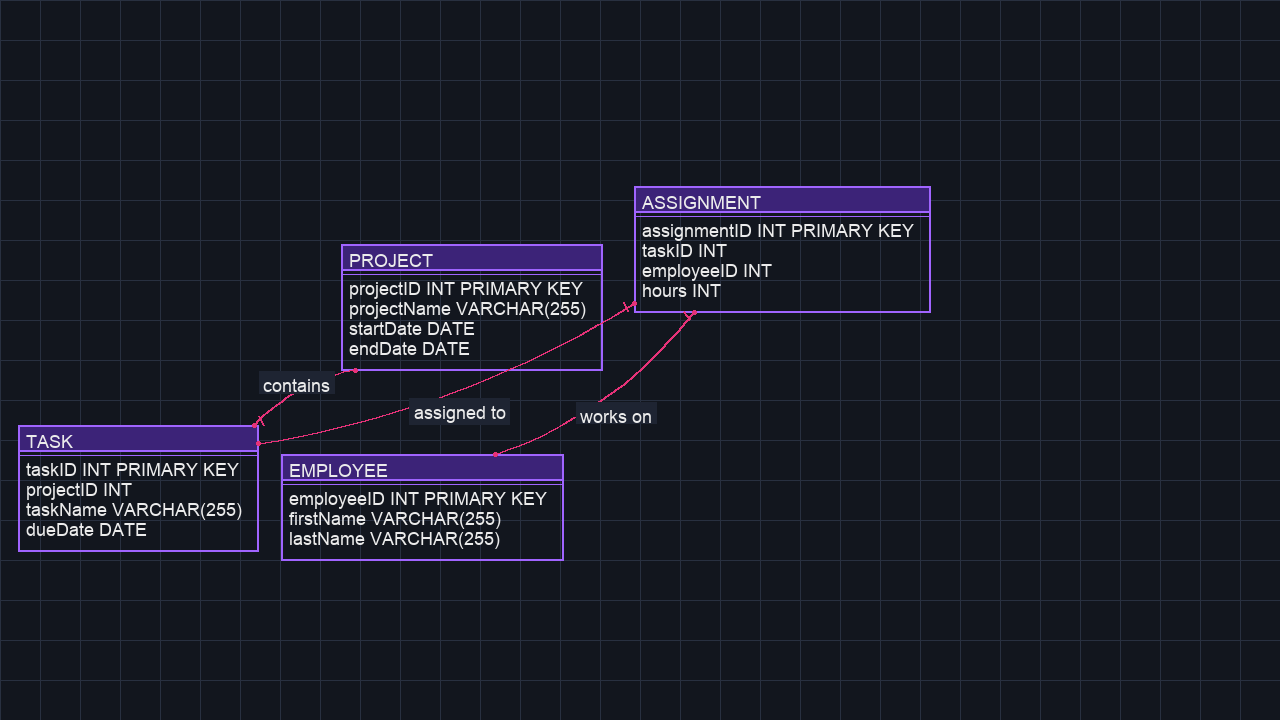 ASSIGNMENT
assignmentID INT PRIMARY KEY
taskID INT
employeeID INT
hours INT
PROJECT
projectID INT PRIMARY KEY
projectName VARCHAR(255)
startDate DATE
endDate DATE
contains
assigned to
works on
TASK
taskID INT PRIMARY KEY
projectID INT
taskName VARCHAR(255)
dueDate DATE
EMPLOYEE
employeeID INT PRIMARY KEY
firstName VARCHAR(255)
lastName VARCHAR(255)